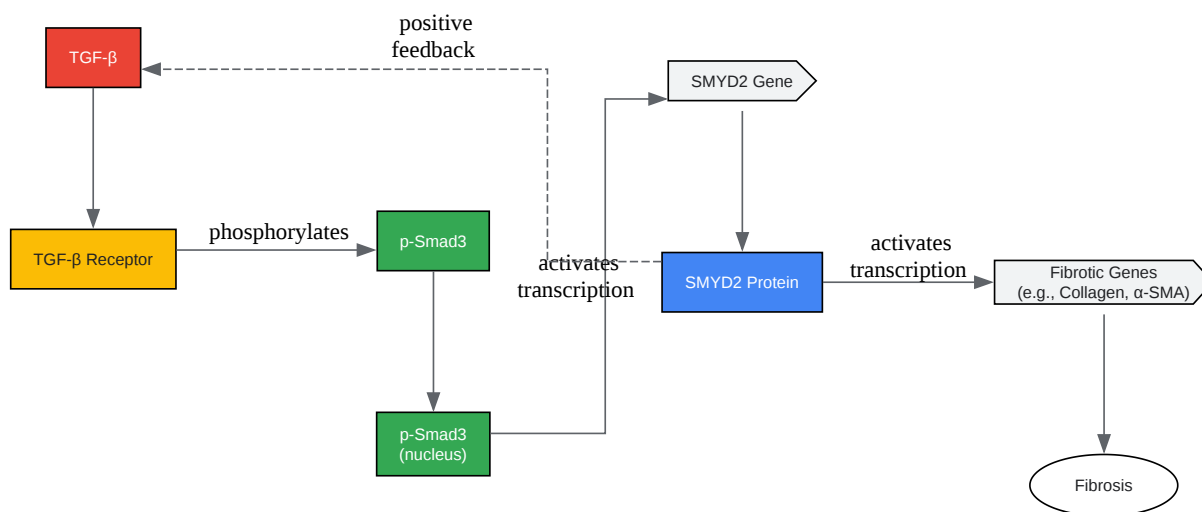 positive
feedback
TGF-β
SMYD2 Gene
phosphorylates
p-Smad3
TGF-β Receptor
activates
transcription
SMYD2 Protein
activates
transcription
Fibrotic Genes
(e.g., Collagen, α-SMA)
p-Smad3
(nucleus)
Fibrosis